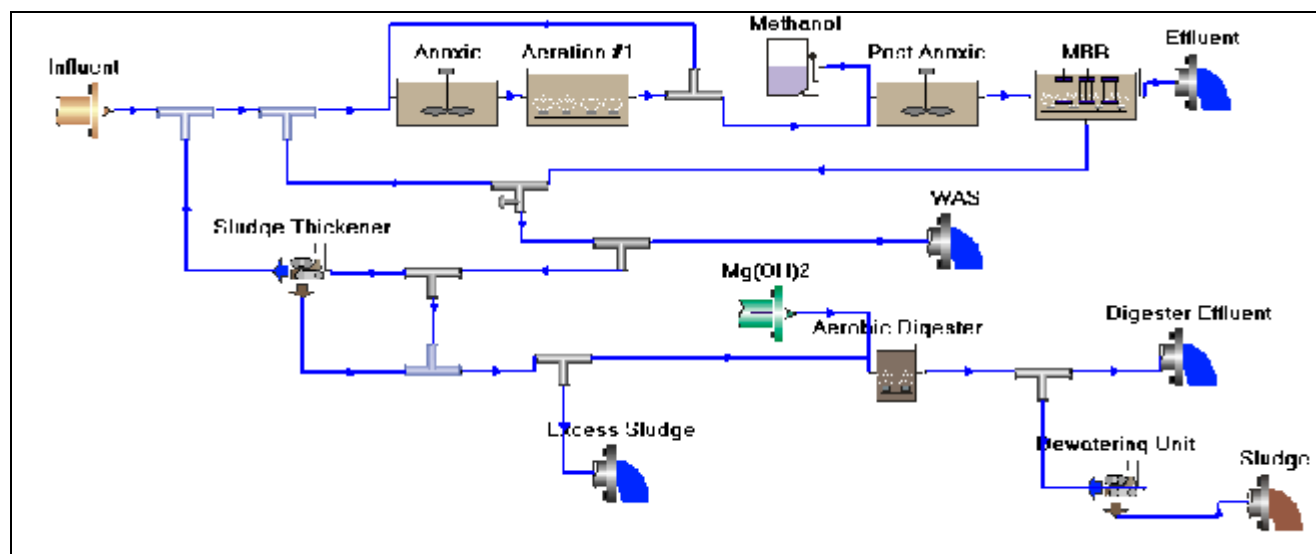 Influent
Anoxic
Aeration #1
Methanol
Post Anoxic
MBR
Effluent
Sludge Thickener
WAS
Mg(OH)2
Aerobic Digester
Digester Effluent
Excess Sludge
Dewatering Unit
Sludge